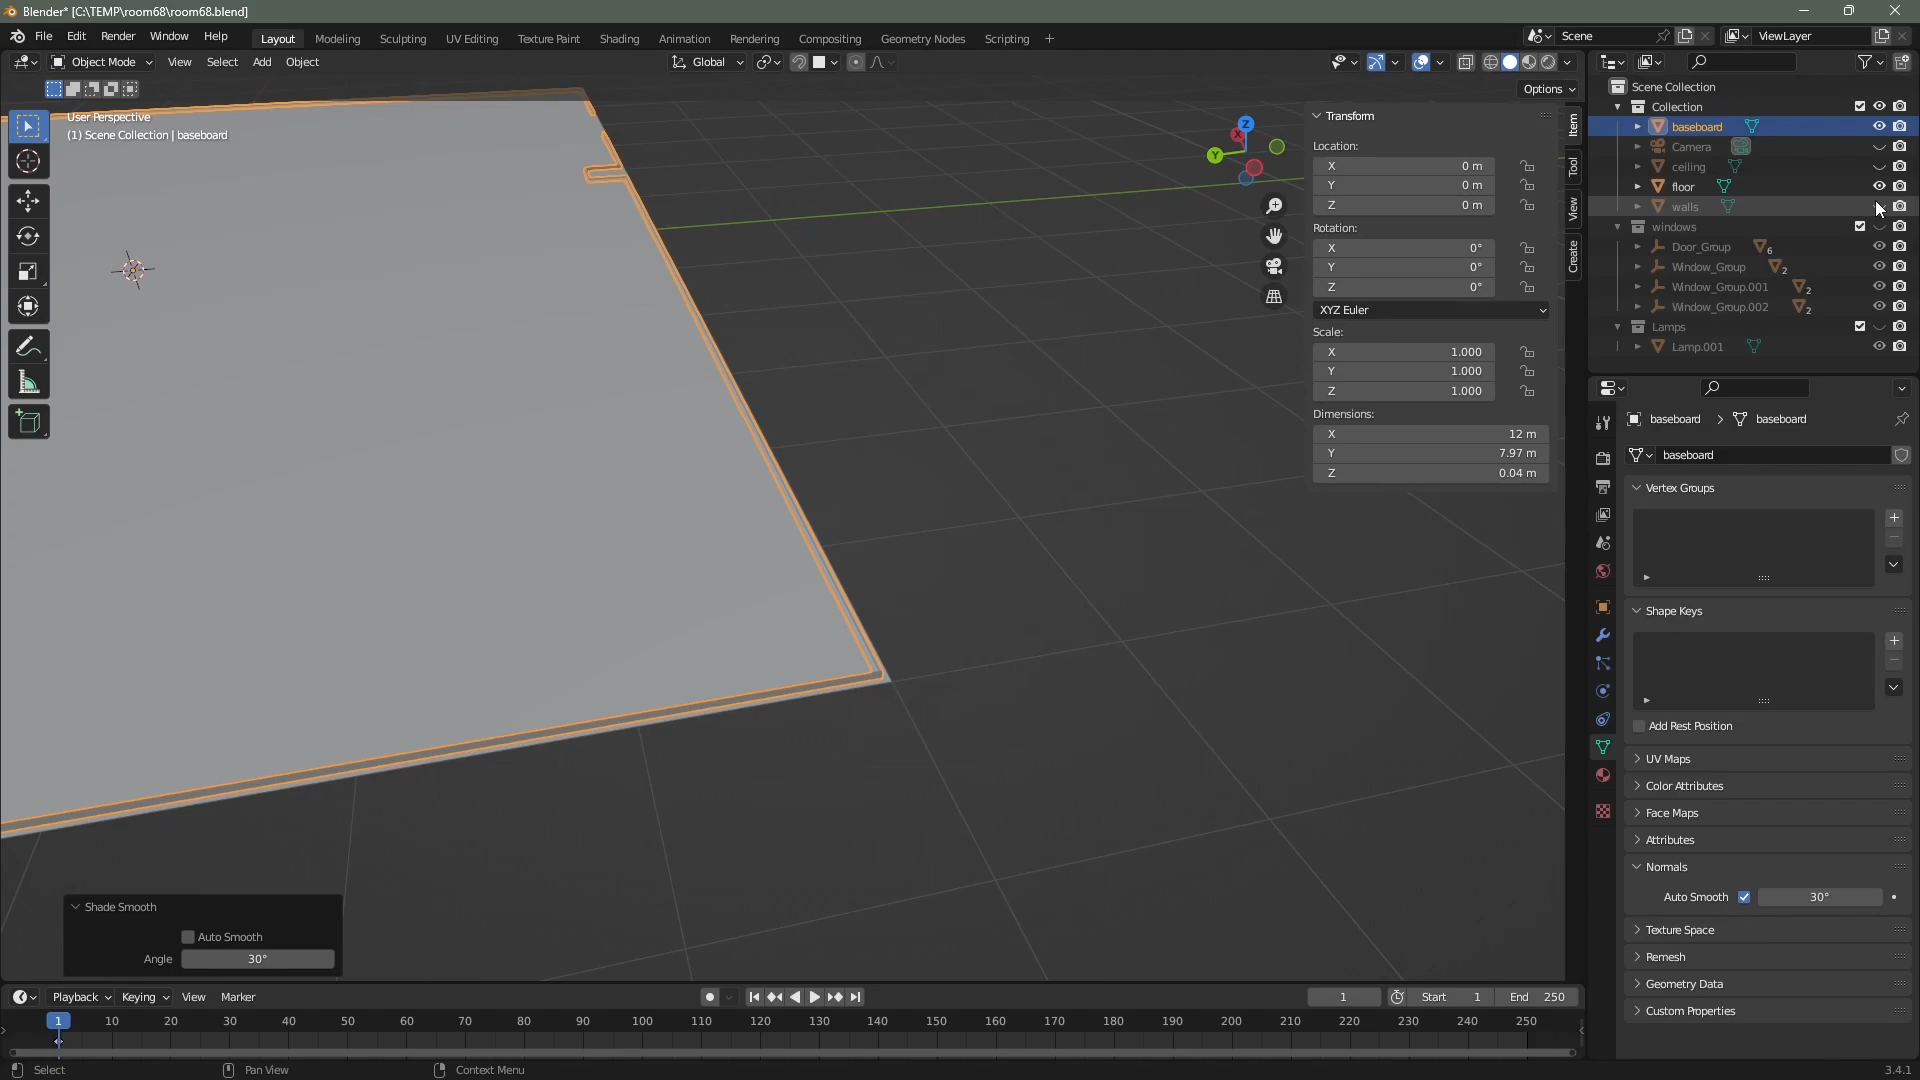 Blender* [C:\TEMP\room68\room68.blend]
File Edit Render Window Help Layout Modeling Sculpting UV Editing Texture Paint Shading Animation Rendering Compositing Geometry Nodes Scripting + Scene ViewLayer
Object Mode View Select Add Object Global
Options
User Perspective
(1) Scene Collection | baseboard
X Y Z
Transform
Location:
X 0 m
Y 0 m
Z 0 m
Rotation:
X 0°
Y 0°
Z 0°
XYZ Euler
Scale:
X 1.000
Y 1.000
Z 1.000
Dimensions:
X 12 m
Y 7.97 m
Z 0.04 m
Item
Tool
View
Create
Scene Collection
Collection
baseboard
Camera
ceiling
floor
walls
windows
Door_Group 6
Window_Group 2
Window_Group.001 2
Window_Group.002 2
Lamps
Lamp.001
baseboard > baseboard
baseboard
Vertex Groups
Shape Keys
Add Rest Position
UV Maps
Color Attributes
Face Maps
Attributes
Normals
Auto Smooth 30°
Texture Space
Remesh
Geometry Data
Custom Properties
Shade Smooth
Auto Smooth
Angle 30°
Playback Keying View Marker 1 Start 1 End 250
1 10 20 30 40 50 60 70 80 90 100 110 120 130 140 150 160 170 180 190 200 210 220 230 240 250
Select Pan View Context Menu 3.4.1